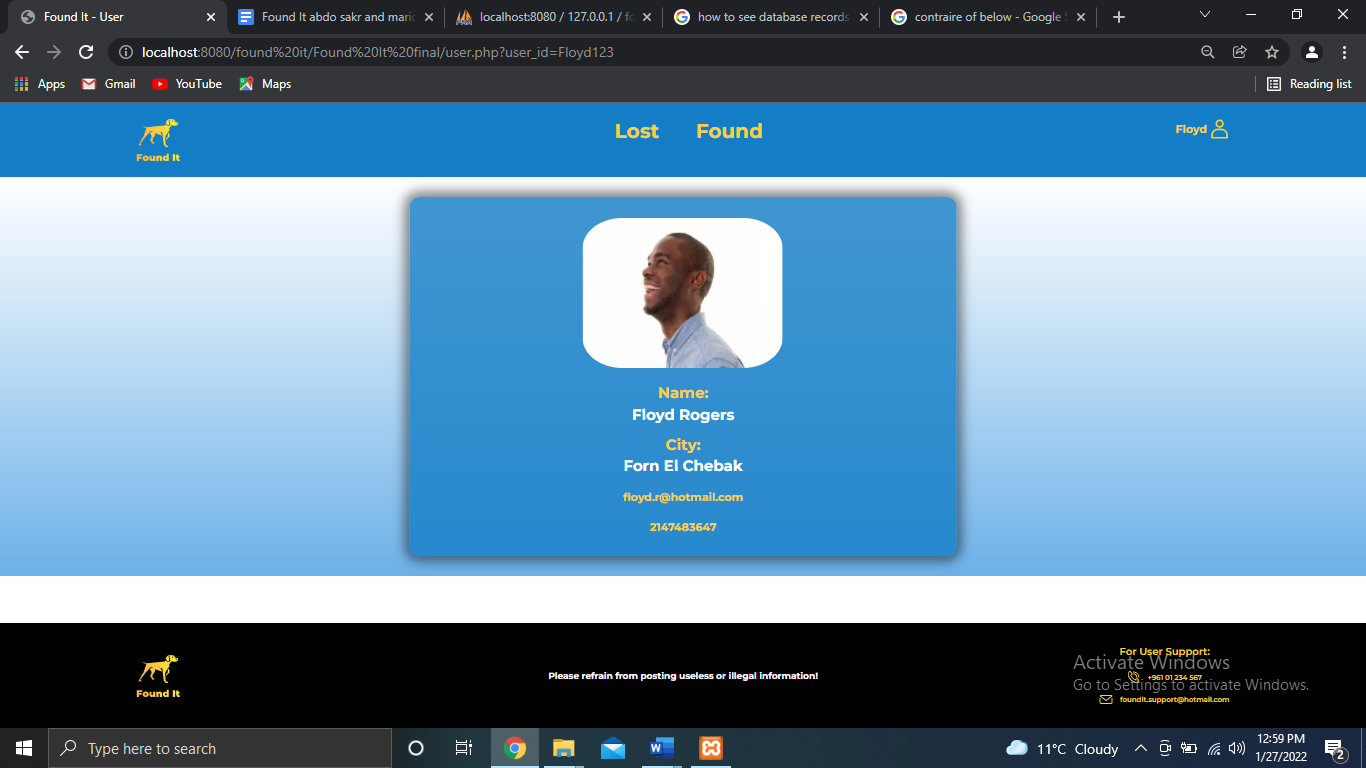 Found It - User
Found It abdo sakr and mario
localhost:8080 / 127.0.0.1 / fo
how to see database records
contraire of below - Google S
localhost:8080/found%20it/Found%20It%20final/user.php?user_id=Floyd123
Apps
Gmail
YouTube
Maps
Reading list
Found It
Lost
Found
Floyd
Name:
Floyd Rogers
City:
Forn El Chebak
floyd.r@hotmail.com
2147483647
Found It
Please refrain from posting useless or illegal information!
For User Support:
+961 01 234 567
foundit.support@hotmail.com
Activate Windows
Go to Settings to activate Windows.
Type here to search
11°C Cloudy
12:59 PM
1/27/2022
2